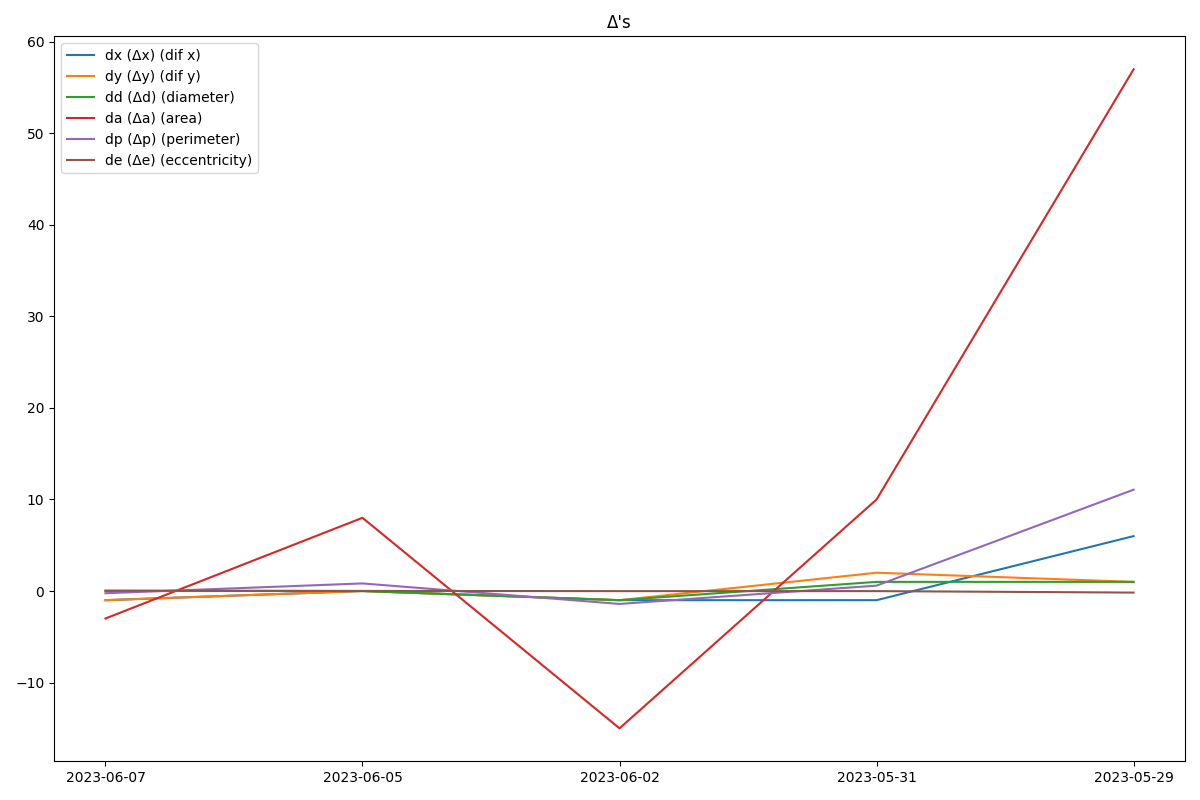 Δ's
60
50
40
30
20
10
0
−10
dx (Δx) (dif x)
dy (Δy) (dif y)
dd (Δd) (diameter)
da (Δa) (area)
dp (Δp) (perimeter)
de (Δe) (eccentricity)
2023-06-07 2023-06-05 2023-06-02 2023-05-31 2023-05-29